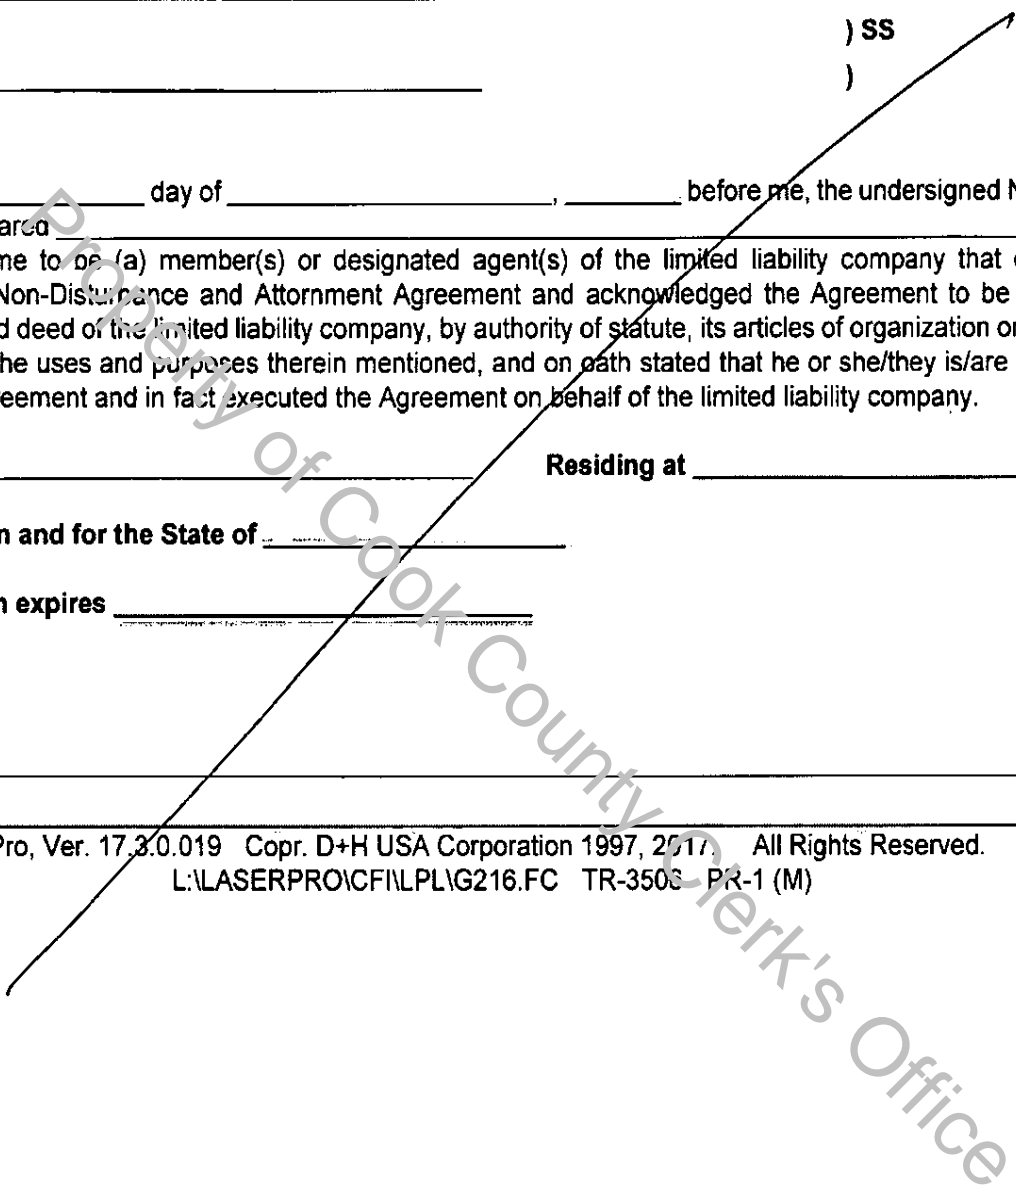 ) SS
)
day of ____, ____ before me, the undersigned
me to be (a) member(s) or designated agent(s) of the limited liability company that
Non-Disturbance and Attornment Agreement and acknowledged the Agreement to be
deed of the limited liability company, by authority of statute, its articles of organization or
the uses and purposes therein mentioned, and on oath stated that he or she/they is/are
reement and in fact executed the Agreement on behalf of the limited liability company.
Residing at
and for the State of
expires
Pro, Ver. 17.3.0.019 Copr. D+H USA Corporation 1997, 2017. All Rights Reserved.
L:\LASERPRO\CFI\LPL\G216.FC TR-3506 PR-1 (M)
Property of Cook County Clerk's Office